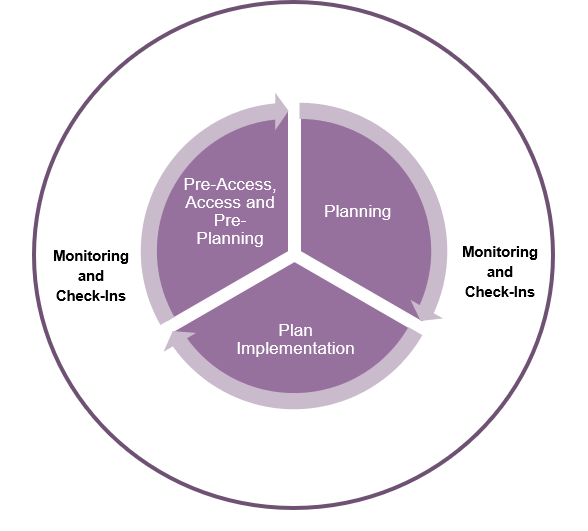 Pre-Access,
Access and
Pre-
Planning
Planning
Monitoring
and
Check-Ins
Monitoring
and
Check-Ins
Plan
Implementation